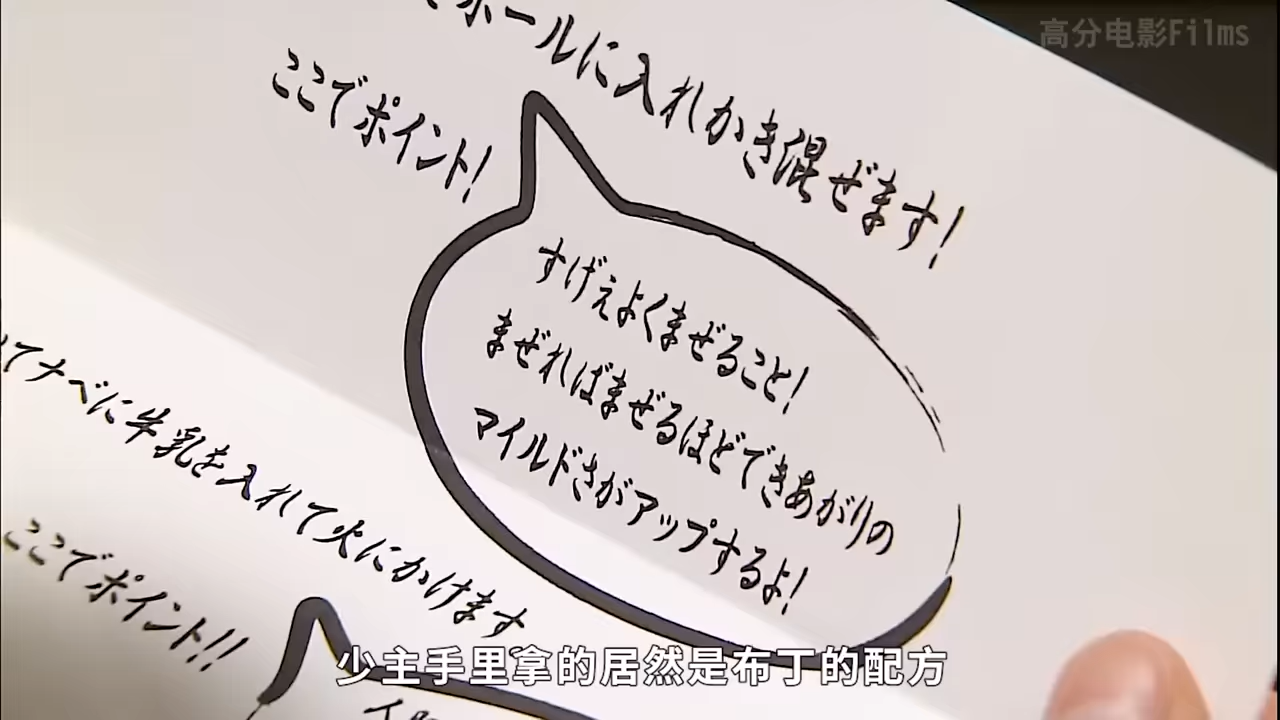 高分电影Films
ボールに入れかき混ぜます!
ここでポイント!
すげえよくまぜること!
まぜればまぜるほどできあがりの
マイルドさがアップするよ!
てナベに牛乳を入れて火にかけます。
ここでポイント!!
少主手里拿的居然是布丁的配方